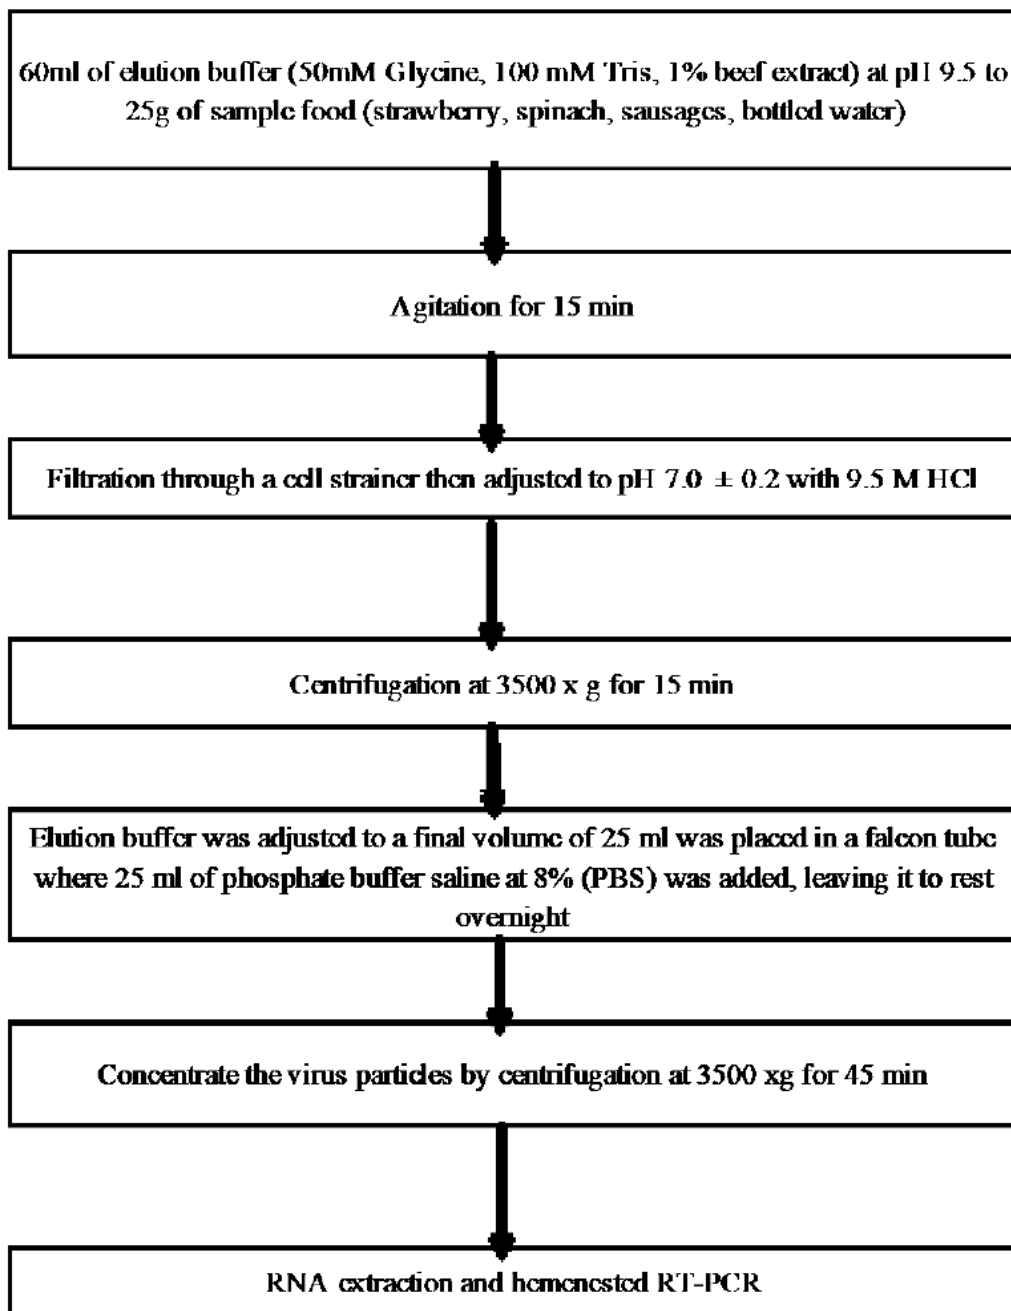 60ml of elution buffer (50mM Glycine, 100 mM Tris, 1% beef extract) at pH 9.5 to
25g of sample food (strawberry, spinach, sausages, bottled water)
Agitation for 15 min
Filtration through a cell strainer then adjusted to pH 7.0 ± 0.2 with 9.5 M HCl
Centrifugation at 3500 x g for 15 min
Elution buffer was adjusted to a final volume of 25 ml was placed in a falcon tube
where 25 ml of phosphate buffer saline at 8% (PBS) was added, leaving it to rest
overnight
Concentrate the virus particles by centrifugation at 3500 xg for 45 min
RNA extraction and hemenested RT-PCR